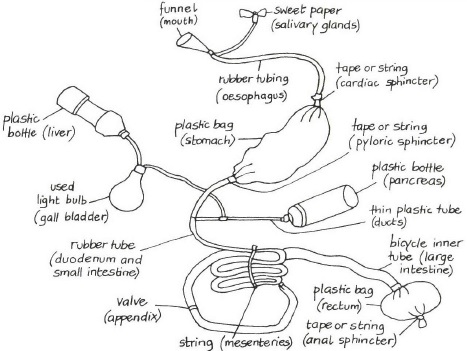 funnel
(mouth)
sweet paper
(salivary glands)
rubber tubing
(oesophagus)
tape or string
(cardiac sphincter)
plastic
bottle (liver)
plastic bag
(stomach)
tape or string
(pyloric sphincter)
plastic bottle
(pancreas)
used
light bulb
(gall bladder)
thin plastic tube
(ducts)
rubber tube
(duodenum and
small intestine)
bicycle inner
tube (large
intestine)
valve
(appendix)
plastic bag
(rectum)
string (mesenteries)
tape or string
(anal sphincter)